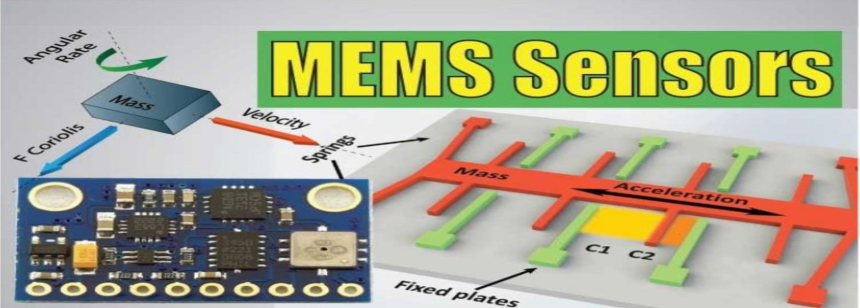 MEMS Sensors
Angular
Rate
Mass
F Coriolis
Velocity
Springs
Mass
Acceleration
C1 C2
Fixed plates